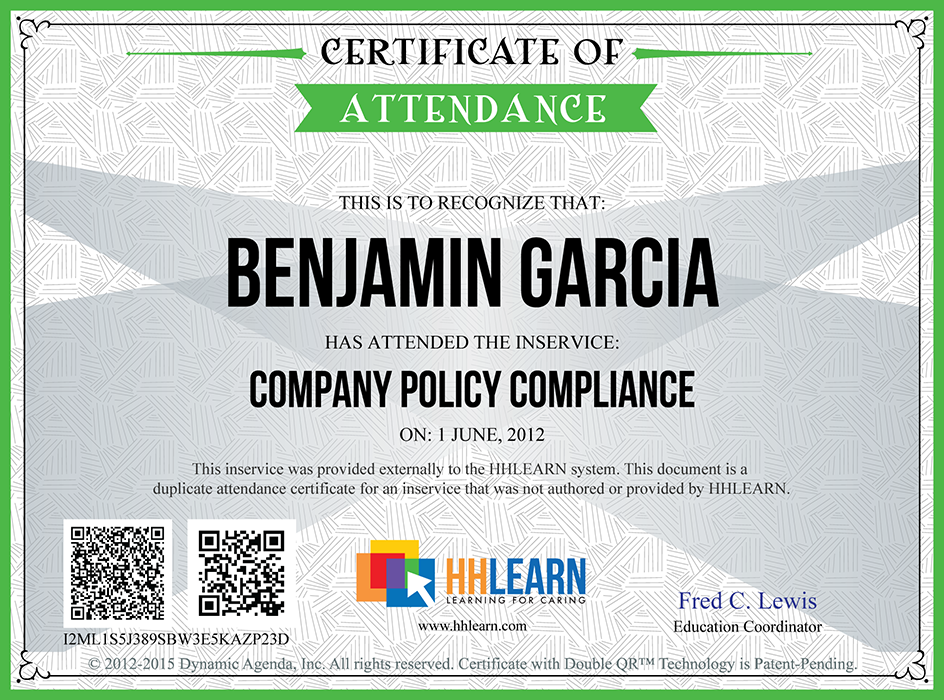 CERTIFICATE OF
ATTENDANCE
THIS IS TO RECOGNIZE THAT:
BENJAMIN GARCIA
HAS ATTENDED THE INSERVICE:
COMPANY POLICY COMPLIANCE
ON: 1 JUNE, 2012
This inservice was provided externally to the HHLEARN system. This document is a
duplicate attendance certificate for an inservice that was not authored or provided by HHLEARN.
HHLEARN
LEARNING FOR CARING
www.hhlearn.com
Fred C. Lewis
Education Coordinator
I2ML1S5J389SBW3E5KAZP23D
© 2012-2015 Dynamic Agenda, Inc. All rights reserved. Certificate with Double QR™ Technology is Patent-Pending.